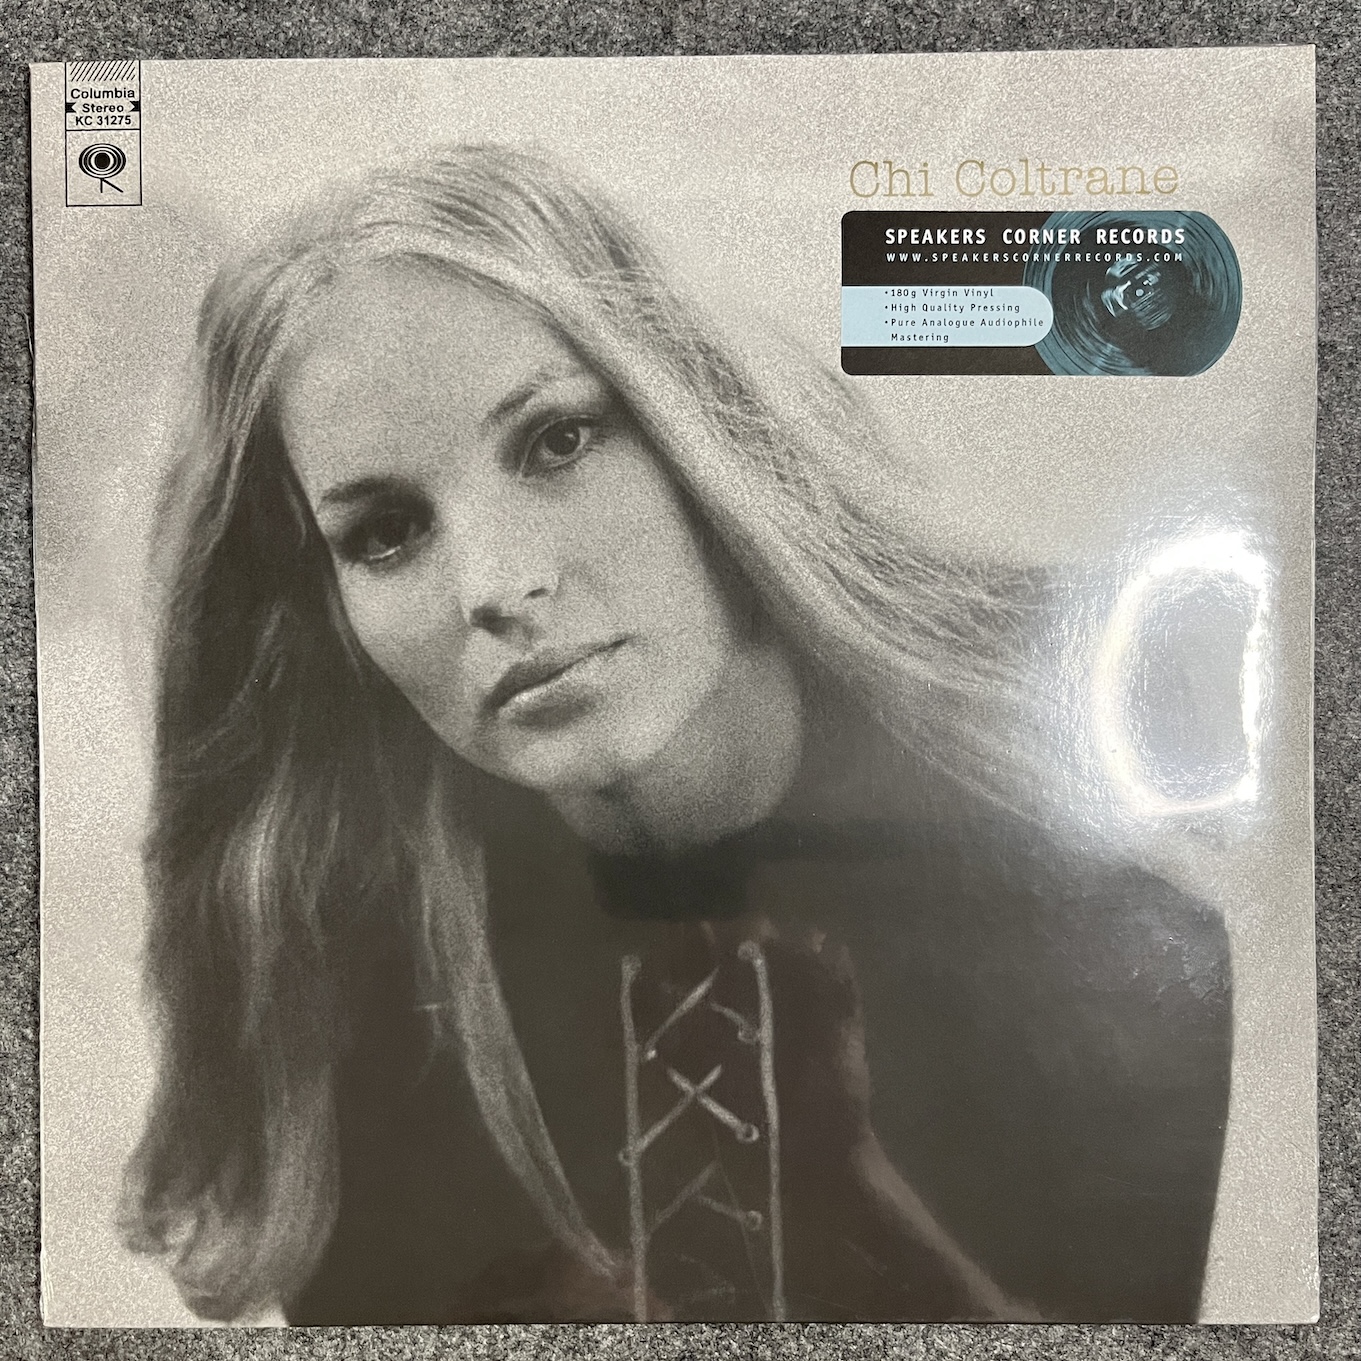 Columbia
Stereo
KC 31275
Chi Coltrane
SPEAKERS CORNER RECORDS
WWW.SPEAKERSCORNERRECORDS.COM
•180g Virgin Vinyl
•High Quality Pressing
•Pure Analogue Audiophile
Mastering